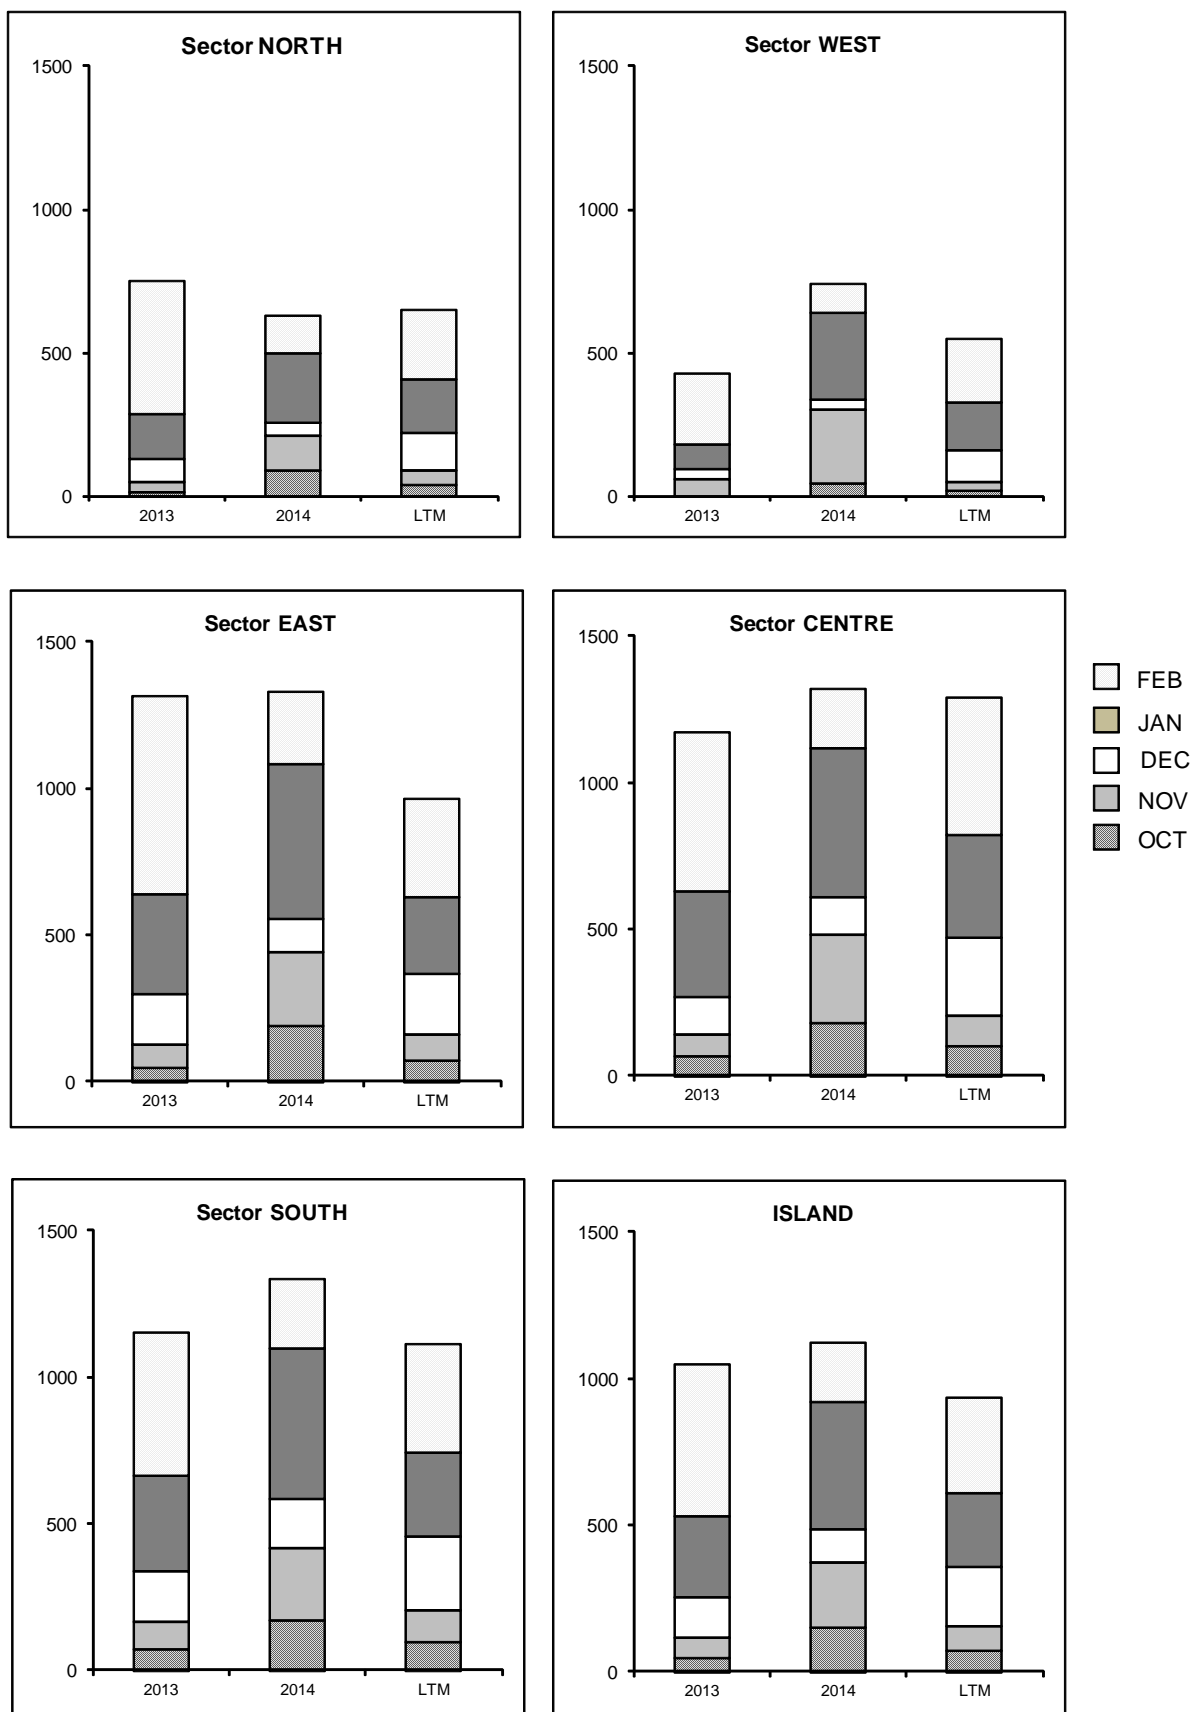 Sector NORTH
1500
1000
500
0
2013 2014 LTM
Sector WEST
1500
1000
500
0
2013 2014 LTM
Sector EAST
1500
1000
500
0
2013 2014 LTM
Sector CENTRE
1500
1000
500
0
2013 2014 LTM
FEB
JAN
DEC
NOV
OCT
Sector SOUTH
1500
1000
500
0
2013 2014 LTM
ISLAND
1500
1000
500
0
2013 2014 LTM